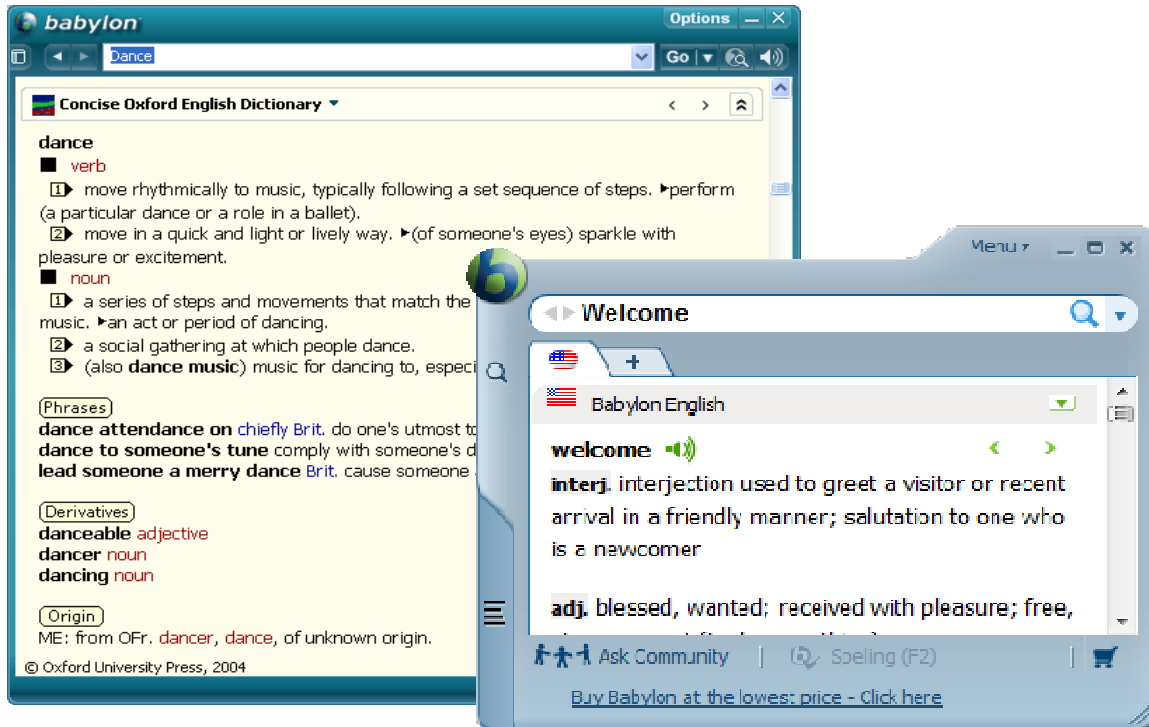 babylon
Options
Dance
Go
Concise Oxford English Dictionary
dance
verb
1 move rhythmically to music, typically following a set sequence of steps. perform
(a particular dance or a role in a ballet).
2 move in a quick and light or lively way. (of someone's eyes) sparkle with
pleasure or excitement.
noun
1 a series of steps and movements that match the
music. an act or period of dancing.
2 a social gathering at which people dance.
3 (also dance music) music for dancing to, especi
Phrases
dance attendance on chiefly Brit. do one's utmost to
dance to someone's tune comply with someone's d
lead someone a merry dance Brit. cause someone
Derivatives
danceable adjective
dancer noun
dancing noun
Origin
ME: from OFr. dancer, dance, of unknown origin.
© Oxford University Press, 2004
Menu
b
Welcome
+
Babylon English
welcome
interj. interjection used to greet a visitor or recent
arrival in a friendly manner; salutation to one who
is a newcomer
adj. blessed, wanted; received with pleasure; free,
Ask Community | Speling (F2)
Buy Babylon at the lowest price - Click here